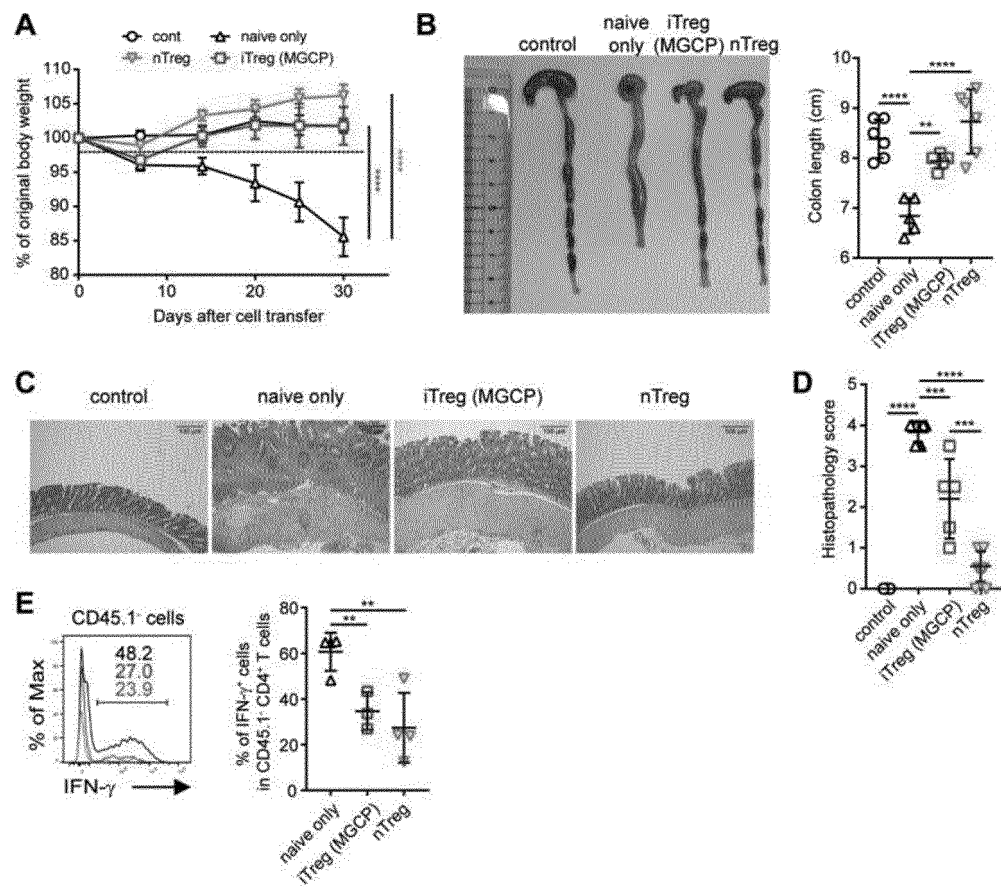 A
cont
naive only
nTreg
iTreg (MGCP)
% of original body weight
110
105
100
95
90
85
80
0
10
20
30
Days after cell transfer
****
****
B
control
naive only
iTreg (MGCP)
nTreg
Colon length (cm)
10
9
8
7
6
****
****
**
control
naive only
iTreg (MGCP)
nTreg
C
control
naive only
iTreg (MGCP)
nTreg
D
Histopathology score
5
4
3
2
1
0
****
***
****
***
control
naive only
iTreg (MGCP)
nTreg
E
CD45.1⁻ cells
48.2
27.0
23.9
% of Max
IFN-γ
% of IFN-γ⁺ cells
in CD45.1⁻ CD4⁺ T cells
80
60
40
20
0
**
**
naive only
iTreg (MGCP)
nTreg